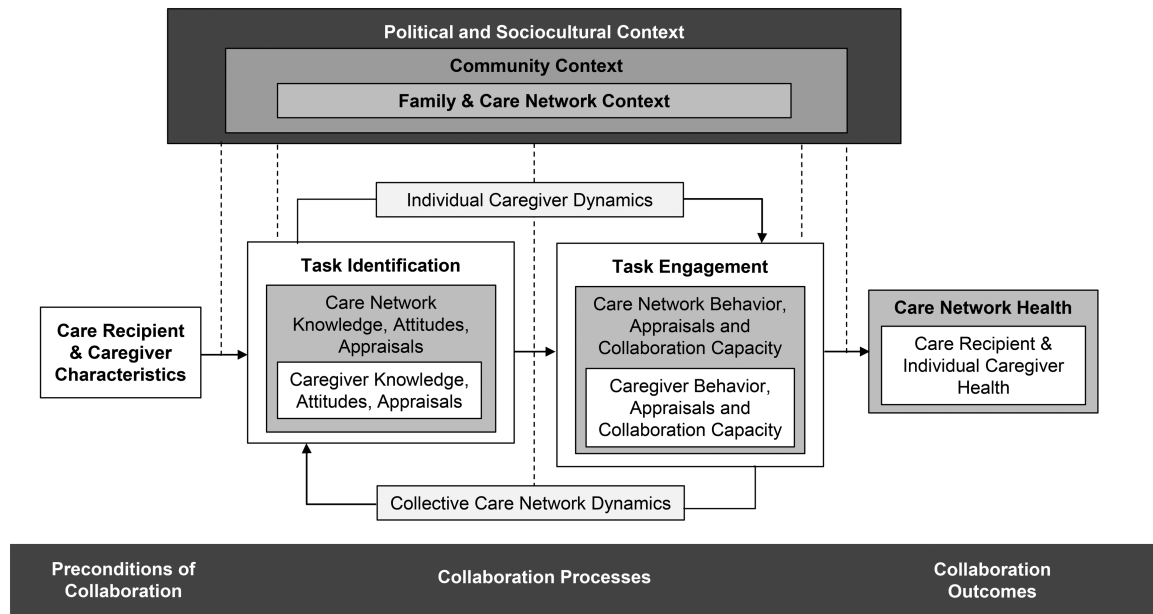 Political and Sociocultural Context
Community Context
Family & Care Network Context
Individual Caregiver Dynamics
Task Identification
Care Network
Knowledge, Attitudes,
Appraisals
Caregiver Knowledge,
Attitudes, Appraisals
Task Engagement
Care Network Behavior,
Appraisals and
Collaboration Capacity
Caregiver Behavior,
Appraisals and
Collaboration Capacity
Care Recipient
& Caregiver
Characteristics
Care Network Health
Care Recipient &
Individual Caregiver
Health
Collective Care Network Dynamics
Preconditions of
Collaboration
Collaboration Processes
Collaboration
Outcomes